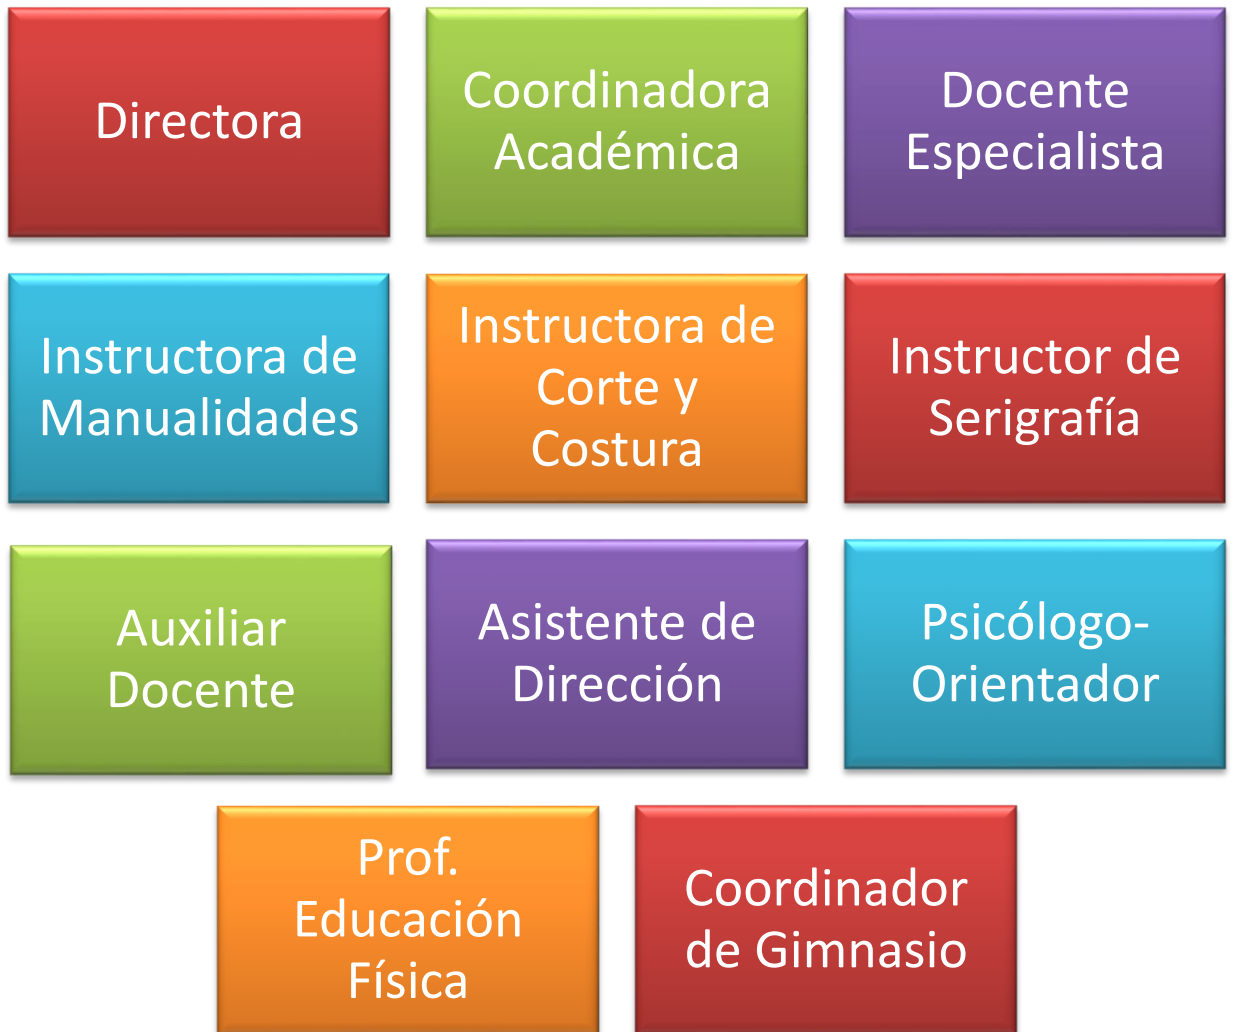 Directora
Coordinadora
Académica
Docente
Especialista
Instructora de
Manualidades
Instructora de
Corte y
Costura
Instructor de
Serigrafía
Auxiliar
Docente
Asistente de
Dirección
Psicólogo-
Orientador
Prof.
Educación
Física
Coordinador
de Gimnasio